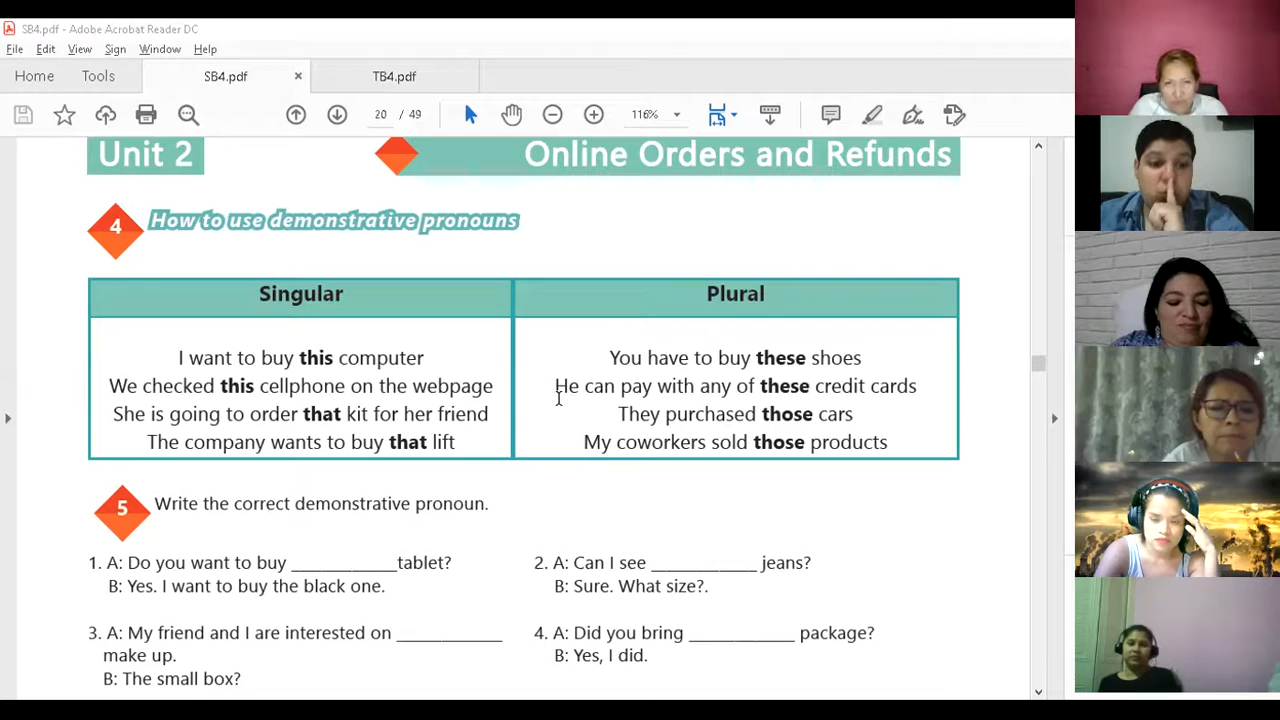 SB4.pdf - Adobe Acrobat Reader DC
File Edit View Sign Window Help
Home Tools SB4.pdf × TB4.pdf
20 / 49 116%
Unit 2 Online Orders and Refunds
4 How to use demonstrative pronouns
Singular Plural
I want to buy this computer You have to buy these shoes
We checked this cellphone on the webpage He can pay with any of these credit cards
She is going to order that kit for her friend They purchased those cars
The company wants to buy that lift My coworkers sold those products
5 Write the correct demonstrative pronoun.
1. A: Do you want to buy ____________tablet? 2. A: Can I see ____________ jeans?
B: Yes. I want to buy the black one. B: Sure. What size?.
3. A: My friend and I are interested on ____________ 4. A: Did you bring ____________ package?
make up. B: Yes, I did.
B: The small box?